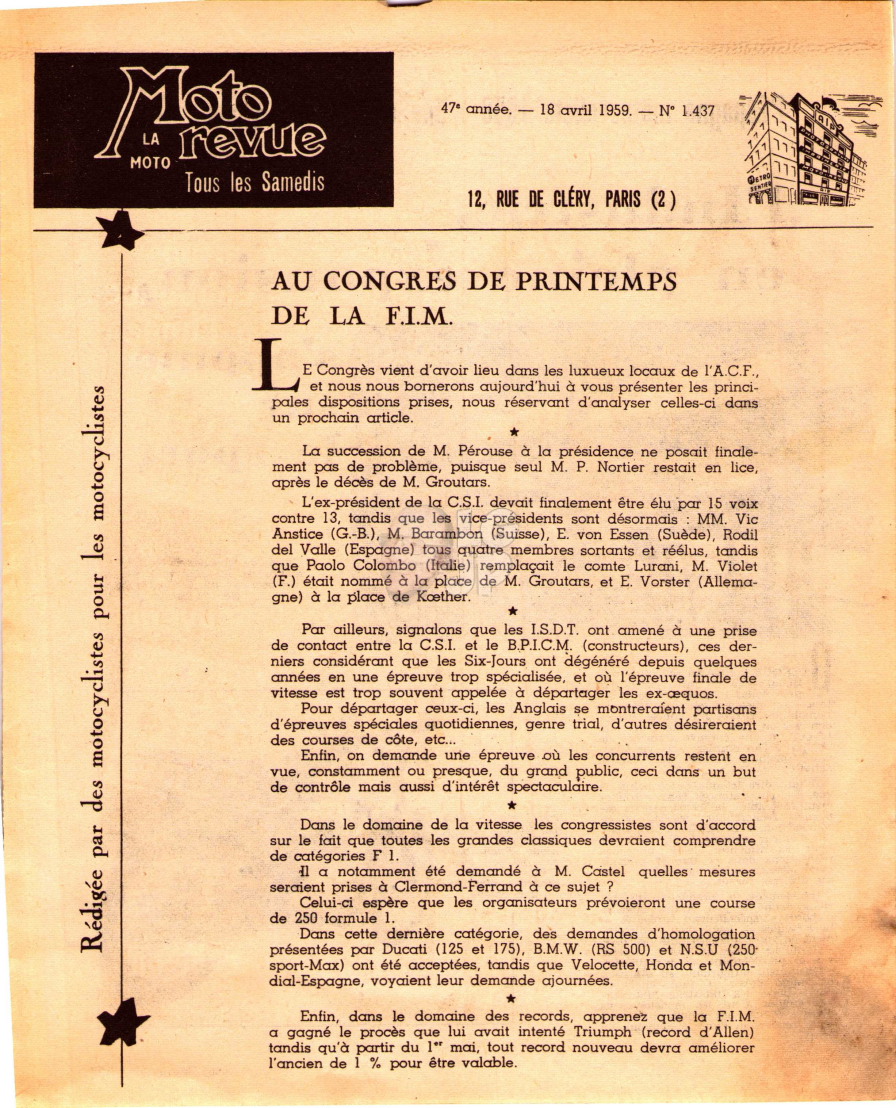 Moto
revue
LA
MOTO
Tous les Samedis
47e année. — 18 avril 1959. — N° 1.437
12, RUE DE CLÉRY, PARIS (2)
METRO
SENTIER
Rédigée par des motocyclistes pour les motocyclistes
AU CONGRES DE PRINTEMPS
DE LA F.I.M.
LE Congrès vient d'avoir lieu dans les luxueux locaux de l'A.C.F.,
et nous nous bornerons aujourd'hui à vous présenter les princi-
pales dispositions prises, nous réservant d'analyser celles-ci dans
un prochain article.
★
La succession de M. Pérouse à la présidence ne posait finale-
ment pas de problème, puisque seul M. P. Nortier restait en lice,
après le décès de M. Groutars.
L'ex-président de la C.S.I. devait finalement être élu par 15 voix
contre 13, tandis que les vice-présidents sont désormais : MM. Vic
Anstice (G.-B.), M. Barambon (Suisse), E. von Essen (Suède), Rodil
del Valle (Espagne) tous quatre membres sortants et réélus, tandis
que Paolo Colombo (Italie) remplaçait le comte Lurani, M. Violet
(F.) était nommé à la place de M. Groutars, et E. Vorster (Allema-
gne) à la place de Kœther.
★
Par ailleurs, signalons que les I.S.D.T. ont amené à une prise
de contact entre la C.S.I. et le B.P.I.C.M. (constructeurs), ces der-
niers considérant que les Six-Jours ont dégénéré depuis quelques
années en une épreuve trop spécialisée, et où l'épreuve finale de
vitesse est trop souvent appelée à départager les ex-æquos.
Pour départager ceux-ci, les Anglais se montreraient partisans
d'épreuves spéciales quotidiennes, genre trial, d'autres désireraient
des courses de côte, etc...
Enfin, on demande une épreuve où les concurrents restent en
vue, constamment ou presque, du grand public, ceci dans un but
de contrôle mais aussi d'intérêt spectaculaire.
★
Dans le domaine de la vitesse les congressistes sont d'accord
sur le fait que toutes les grandes classiques devraient comprendre
de catégories F 1.
Il a notamment été demandé à M. Castel quelles mesures
seraient prises à Clermond-Ferrand à ce sujet ?
Celui-ci espère que les organisateurs prévoieront une course
de 250 formule 1.
Dans cette dernière catégorie, des demandes d'homologation
présentées par Ducati (125 et 175), B.M.W. (RS 500) et N.S.U (250
sport-Max) ont été acceptées, tandis que Velocette, Honda et Mon-
dial-Espagne, voyaient leur demande ajournées.
★
Enfin, dans le domaine des records, apprenez que la F.I.M.
a gagné le procès que lui avait intenté Triumph (record d'Allen)
tandis qu'à partir du 1er mai, tout record nouveau devra améliorer
l'ancien de 1 % pour être valable.